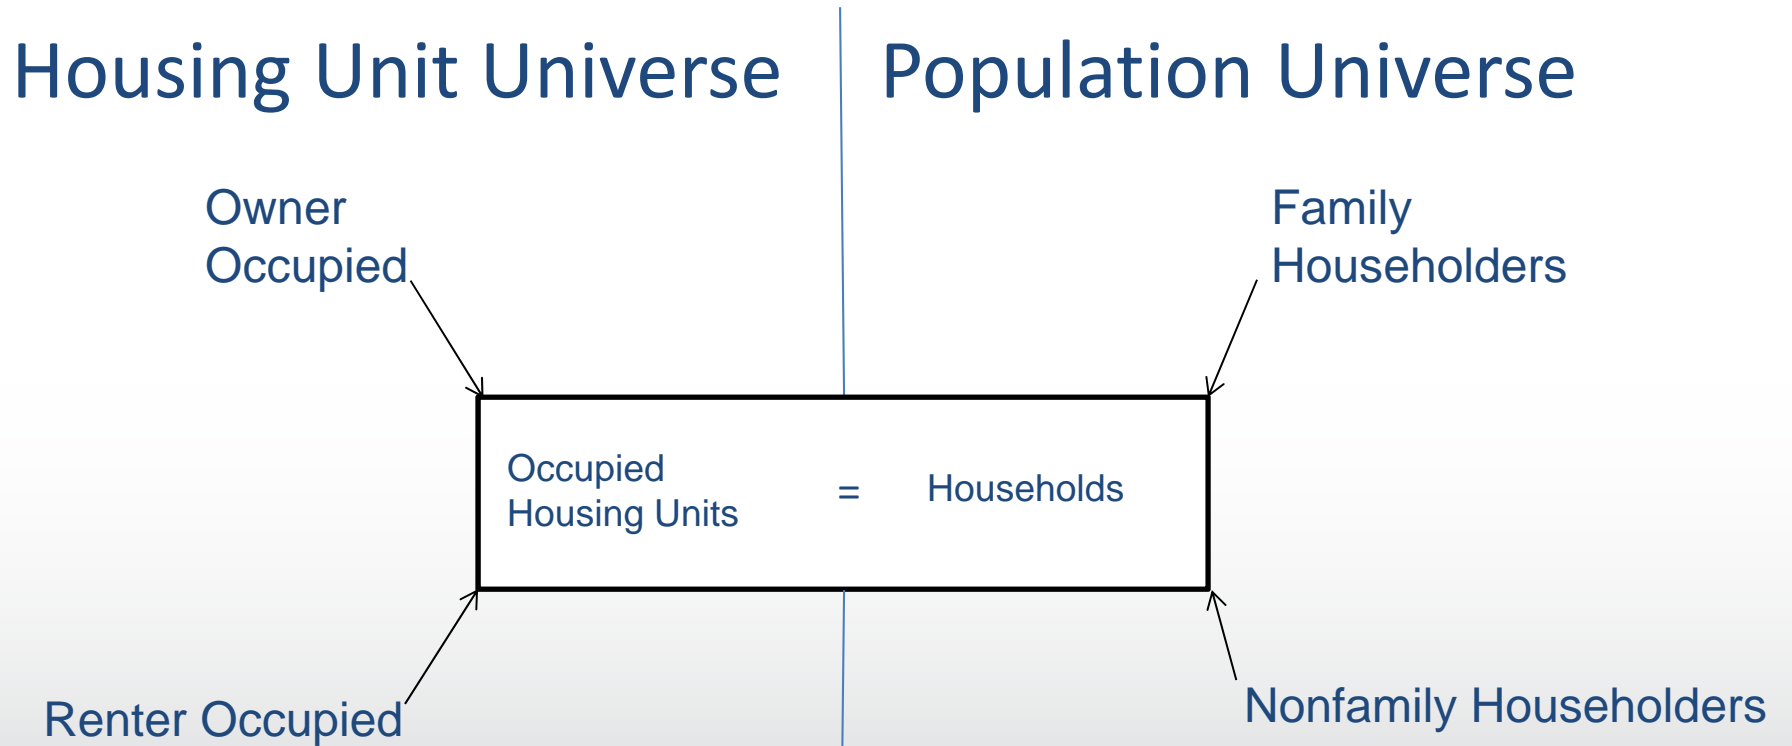 Housing Unit Universe
Population Universe
Owner
Occupied
Family
Householders
Occupied
Housing Units
=
Households
Renter Occupied
Nonfamily Householders